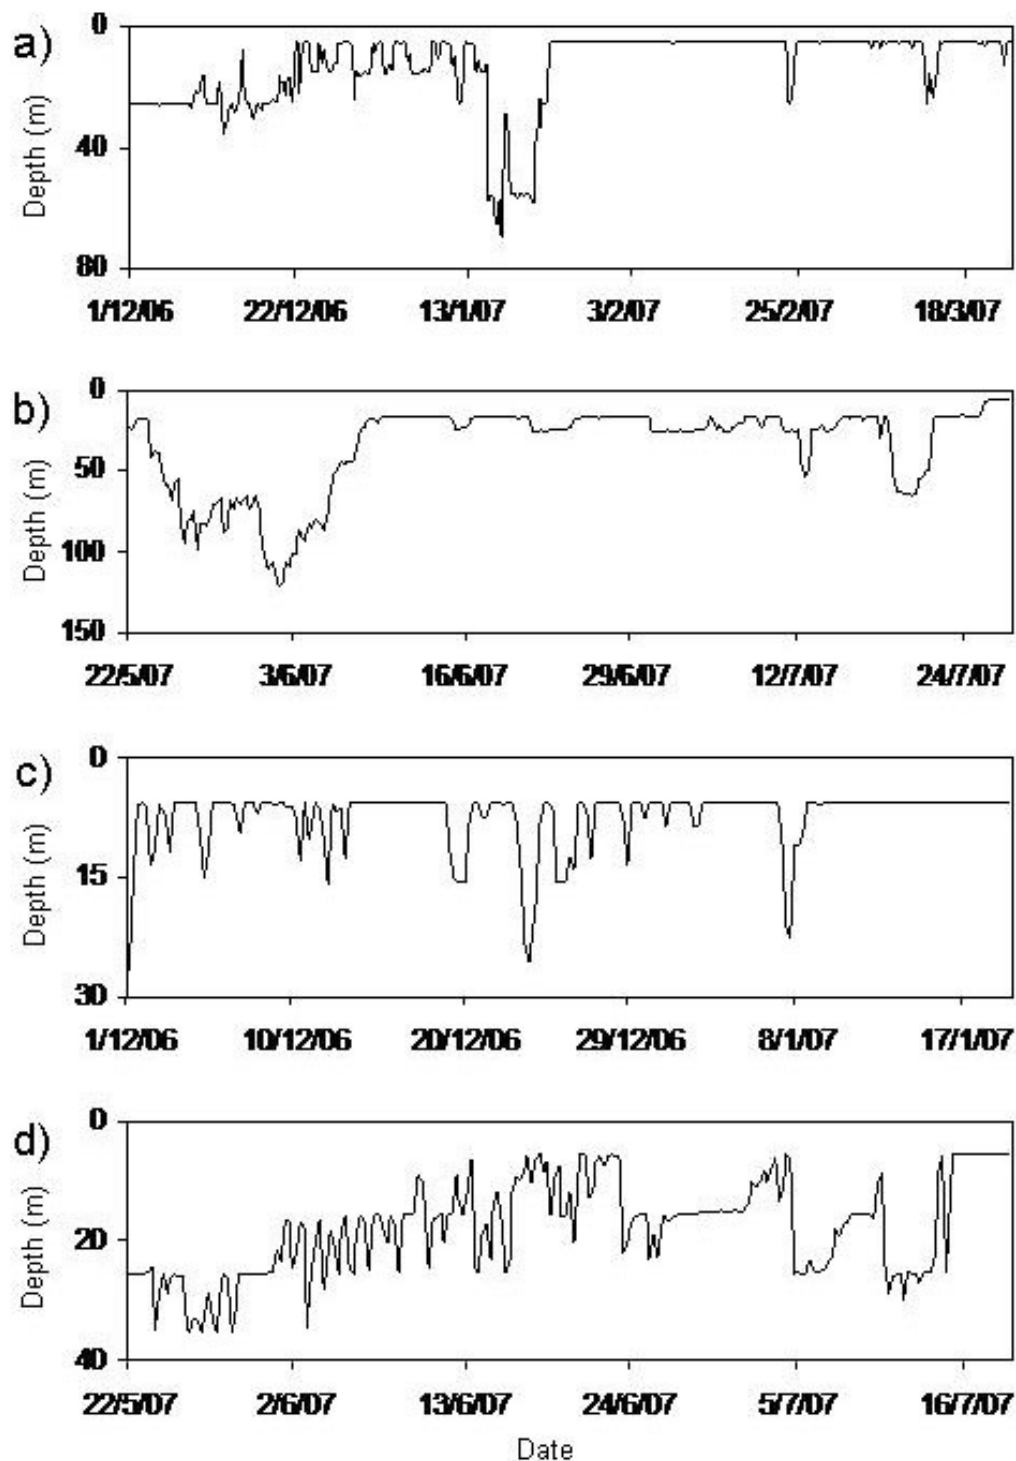 a)
Depth (m)
0
40
80
1/12/06 22/12/06 13/1/07 3/2/07 25/2/07 18/3/07
b)
Depth (m)
0
50
100
150
22/5/07 3/6/07 16/6/07 29/6/07 12/7/07 24/7/07
c)
Depth (m)
0
15
30
1/12/06 10/12/06 20/12/06 29/12/06 8/1/07 17/1/07
d)
Depth (m)
0
20
40
22/5/07 2/6/07 13/6/07 24/6/07 5/7/07 16/7/07
Date